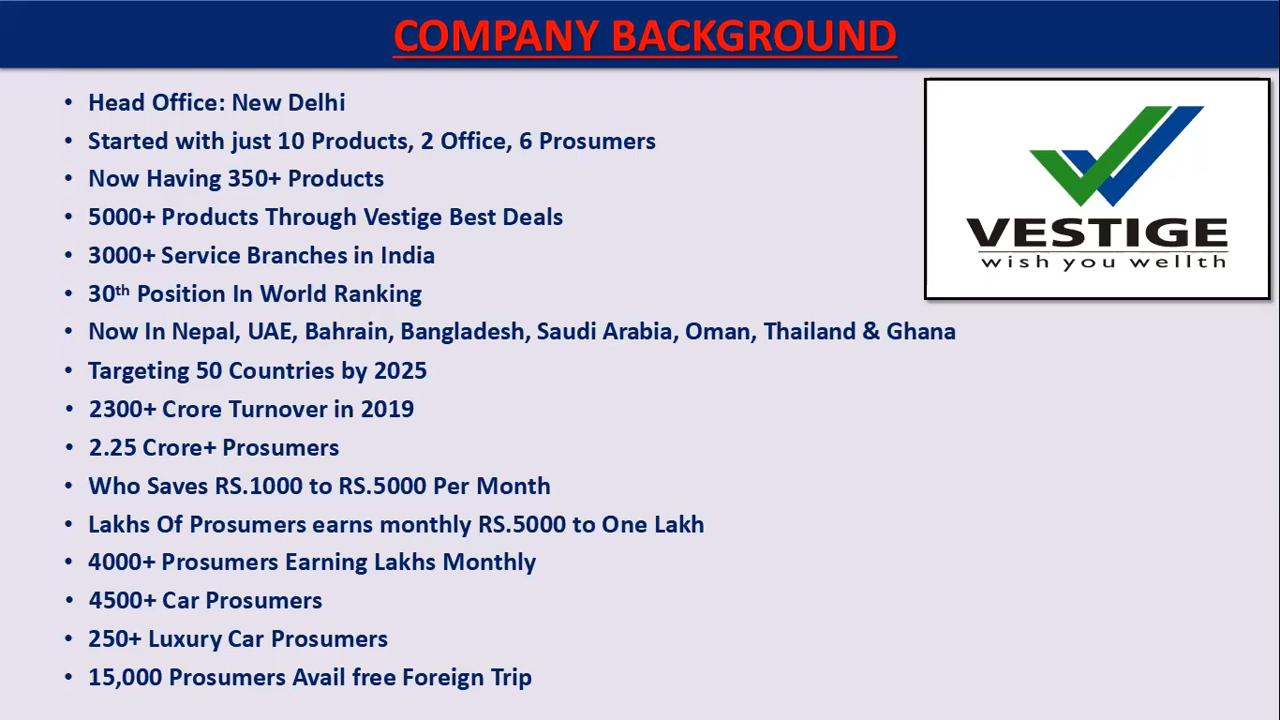 COMPANY BACKGROUND
• Head Office: New Delhi
• Started with just 10 Products, 2 Office, 6 Prosumers
• Now Having 350+ Products
• 5000+ Products Through Vestige Best Deals
• 3000+ Service Branches in India
• 30th Position In World Ranking
• Now In Nepal, UAE, Bahrain, Bangladesh, Saudi Arabia, Oman, Thailand & Ghana
• Targeting 50 Countries by 2025
• 2300+ Crore Turnover in 2019
• 2.25 Crore+ Prosumers
• Who Saves RS.1000 to RS.5000 Per Month
• Lakhs Of Prosumers earns monthly RS.5000 to One Lakh
• 4000+ Prosumers Earning Lakhs Monthly
• 4500+ Car Prosumers
• 250+ Luxury Car Prosumers
• 15,000 Prosumers Avail free Foreign Trip
VESTIGE
wish you wellth